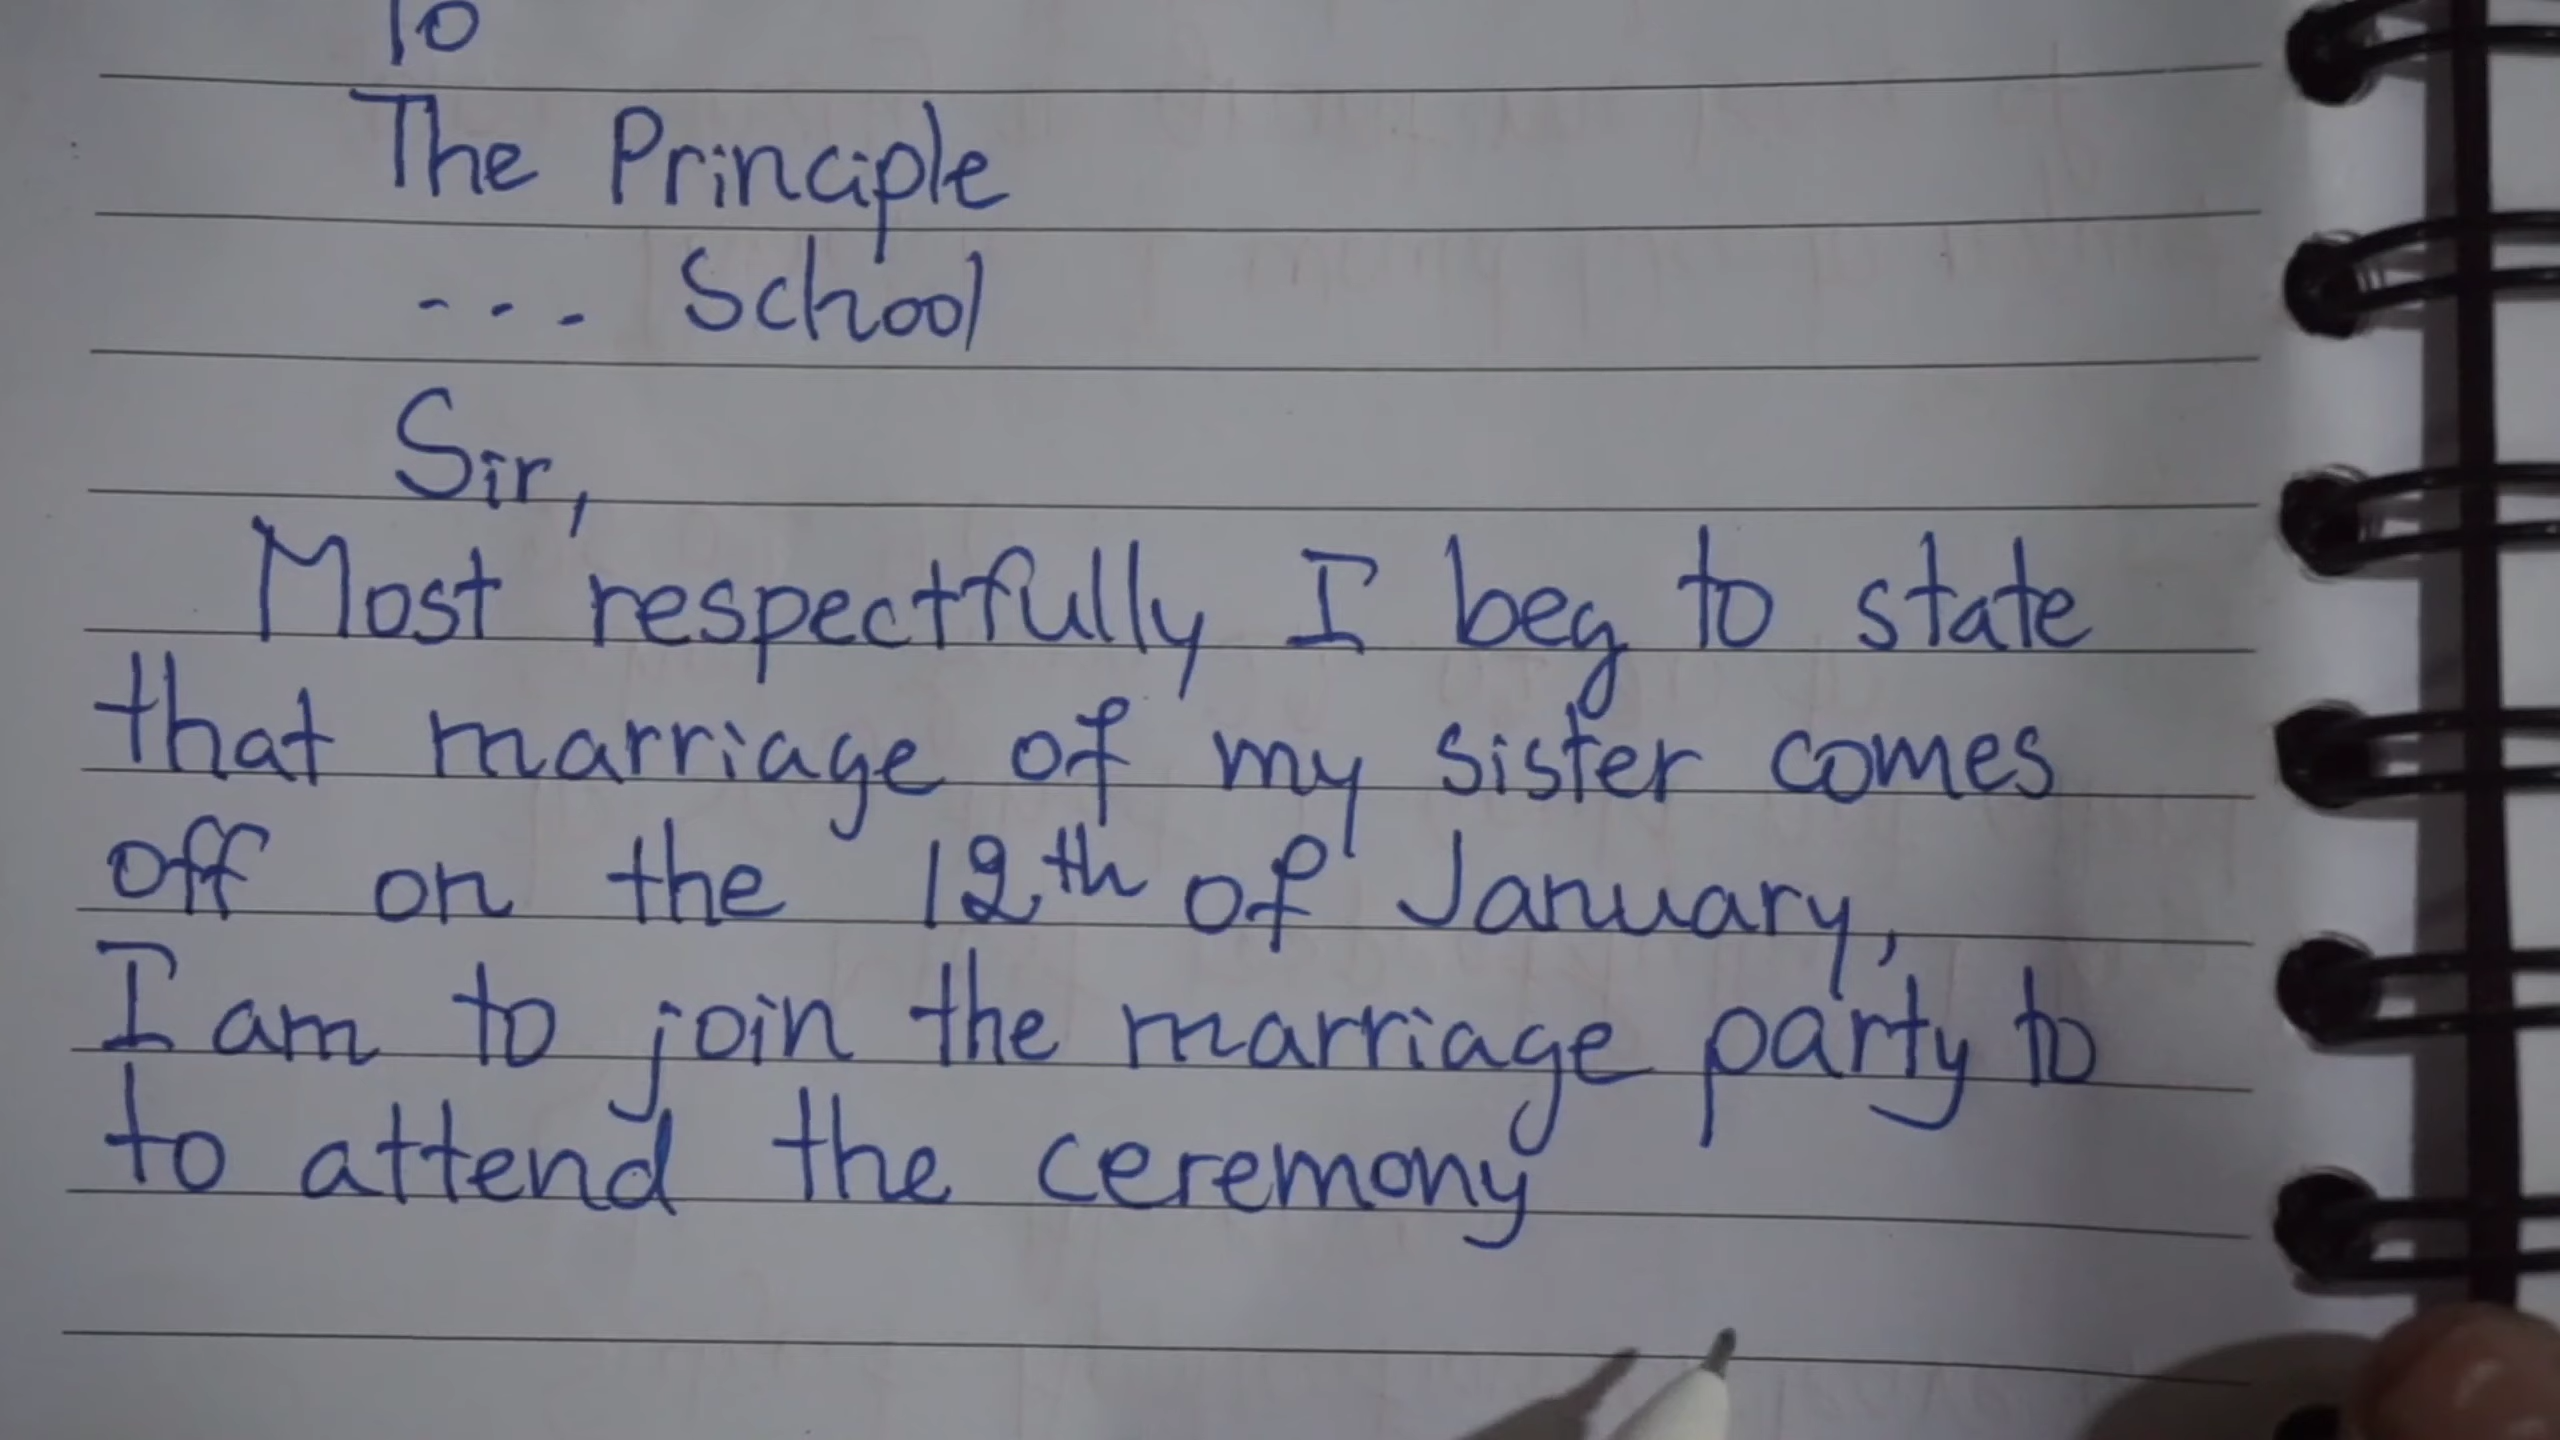 To
The Principle
... School
Sir,
Most respectfully I beg to state
that marriage of my sister comes
off on the 12th of January,
I am to join the marriage party to
to attend the ceremony